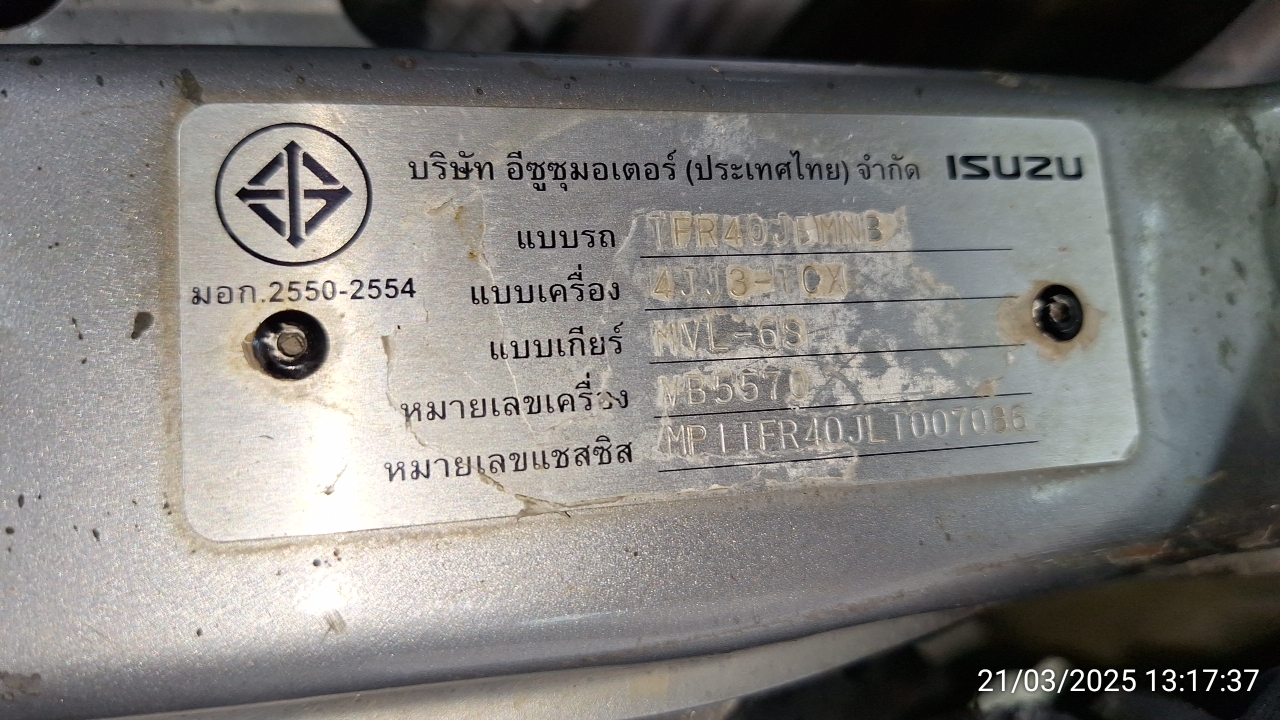 บริษัท อีซูซุมอเตอร์ (ประเทศไทย) จำกัด ISUZU
แบบรถ
มอก.2550-2554
แบบเครื่อง 4JJ3-TCX
แบบเกียร์ MVL-6S
หมายเลขเครื่อง
หมายเลขแชสซิส
21/03/2025 13:17:37